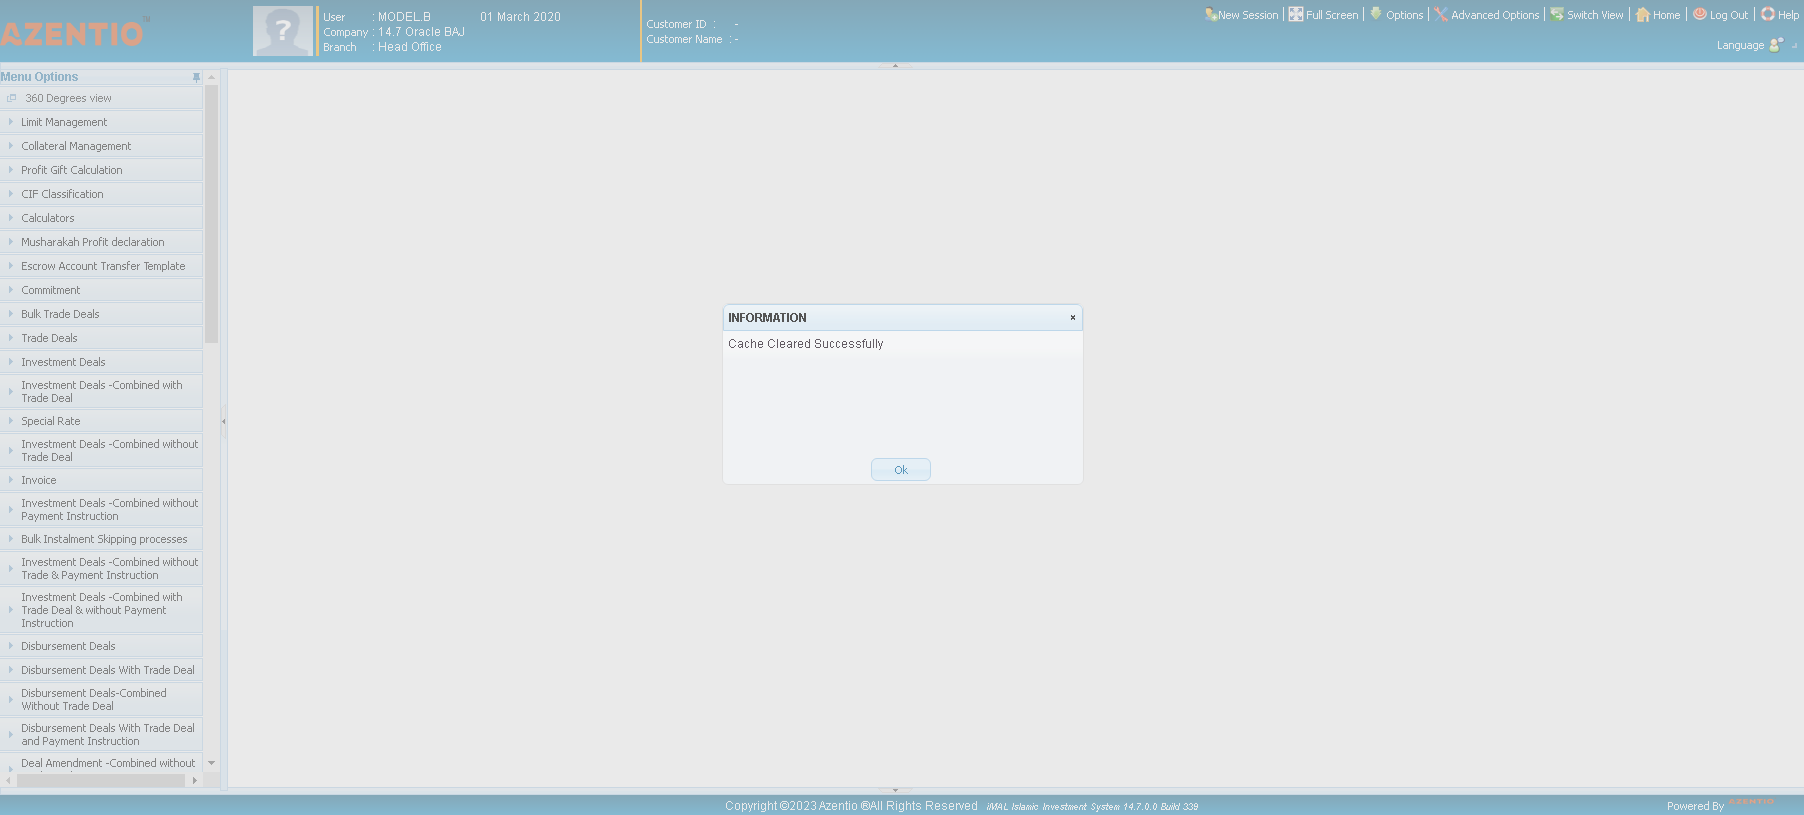 AZENTIO™
User : MODEL.B 01 March 2020
Company : 14.7 Oracle BAJ
Branch : Head Office
Customer ID : -
Customer Name : -
New Session Full Screen Options Advanced Options Switch View Home Log Out Help
Language
Menu Options
360 Degrees view
Limit Management
Collateral Management
Profit Gift Calculation
CIF Classification
Calculators
Musharakah Profit declaration
Escrow Account Transfer Template
Commitment
Bulk Trade Deals
Trade Deals
Investment Deals
Investment Deals -Combined with
Trade Deal
Special Rate
Investment Deals -Combined without
Trade Deal
Invoice
Investment Deals -Combined without
Payment Instruction
Bulk Instalment Skipping processes
Investment Deals -Combined without
Trade & Payment Instruction
Investment Deals -Combined with
Trade Deal & without Payment
Instruction
Disbursement Deals
Disbursement Deals With Trade Deal
Disbursement Deals-Combined
Without Trade Deal
Disbursement Deals With Trade Deal
and Payment Instruction
Deal Amendment -Combined without
INFORMATION
Cache Cleared Successfully
Ok
Copyright ©2023 Azentio ®All Rights Reserved iMAL Islamic Investment System 14.7.0.0 Build 339
Powered By AZENTIO